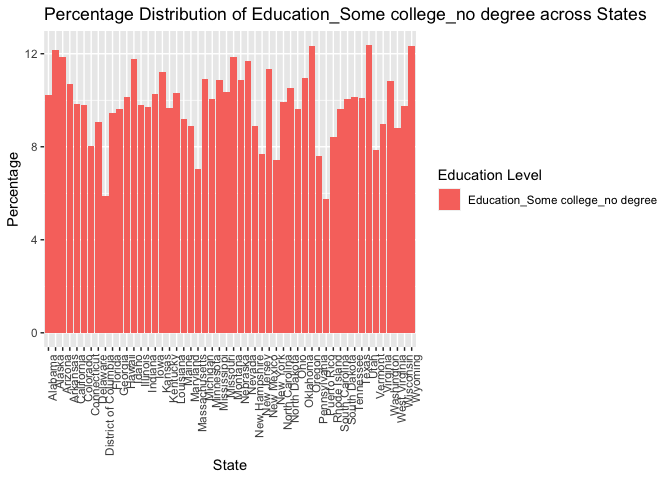 Percentage Distribution of Education_Some college_no degree across States
12
8
4
0
Percentage
Alabama
Alaska
Arizona
Arkansas
California
Colorado
Connecticut
Delaware
District of Columbia
Florida
Georgia
Hawaii
Idaho
Illinois
Indiana
Iowa
Kansas
Kentucky
Louisiana
Maine
Maryland
Massachusetts
Michigan
Minnesota
Mississippi
Missouri
Montana
Nebraska
Nevada
New Hampshire
New Jersey
New Mexico
New York
North Carolina
North Dakota
Ohio
Oklahoma
Oregon
Pennsylvania
Puerto Rico
Rhode Island
South Carolina
South Dakota
Tennessee
Texas
Utah
Vermont
Virginia
Washington
West Virginia
Wisconsin
Wyoming
State
Education Level
Education_Some college_no degree